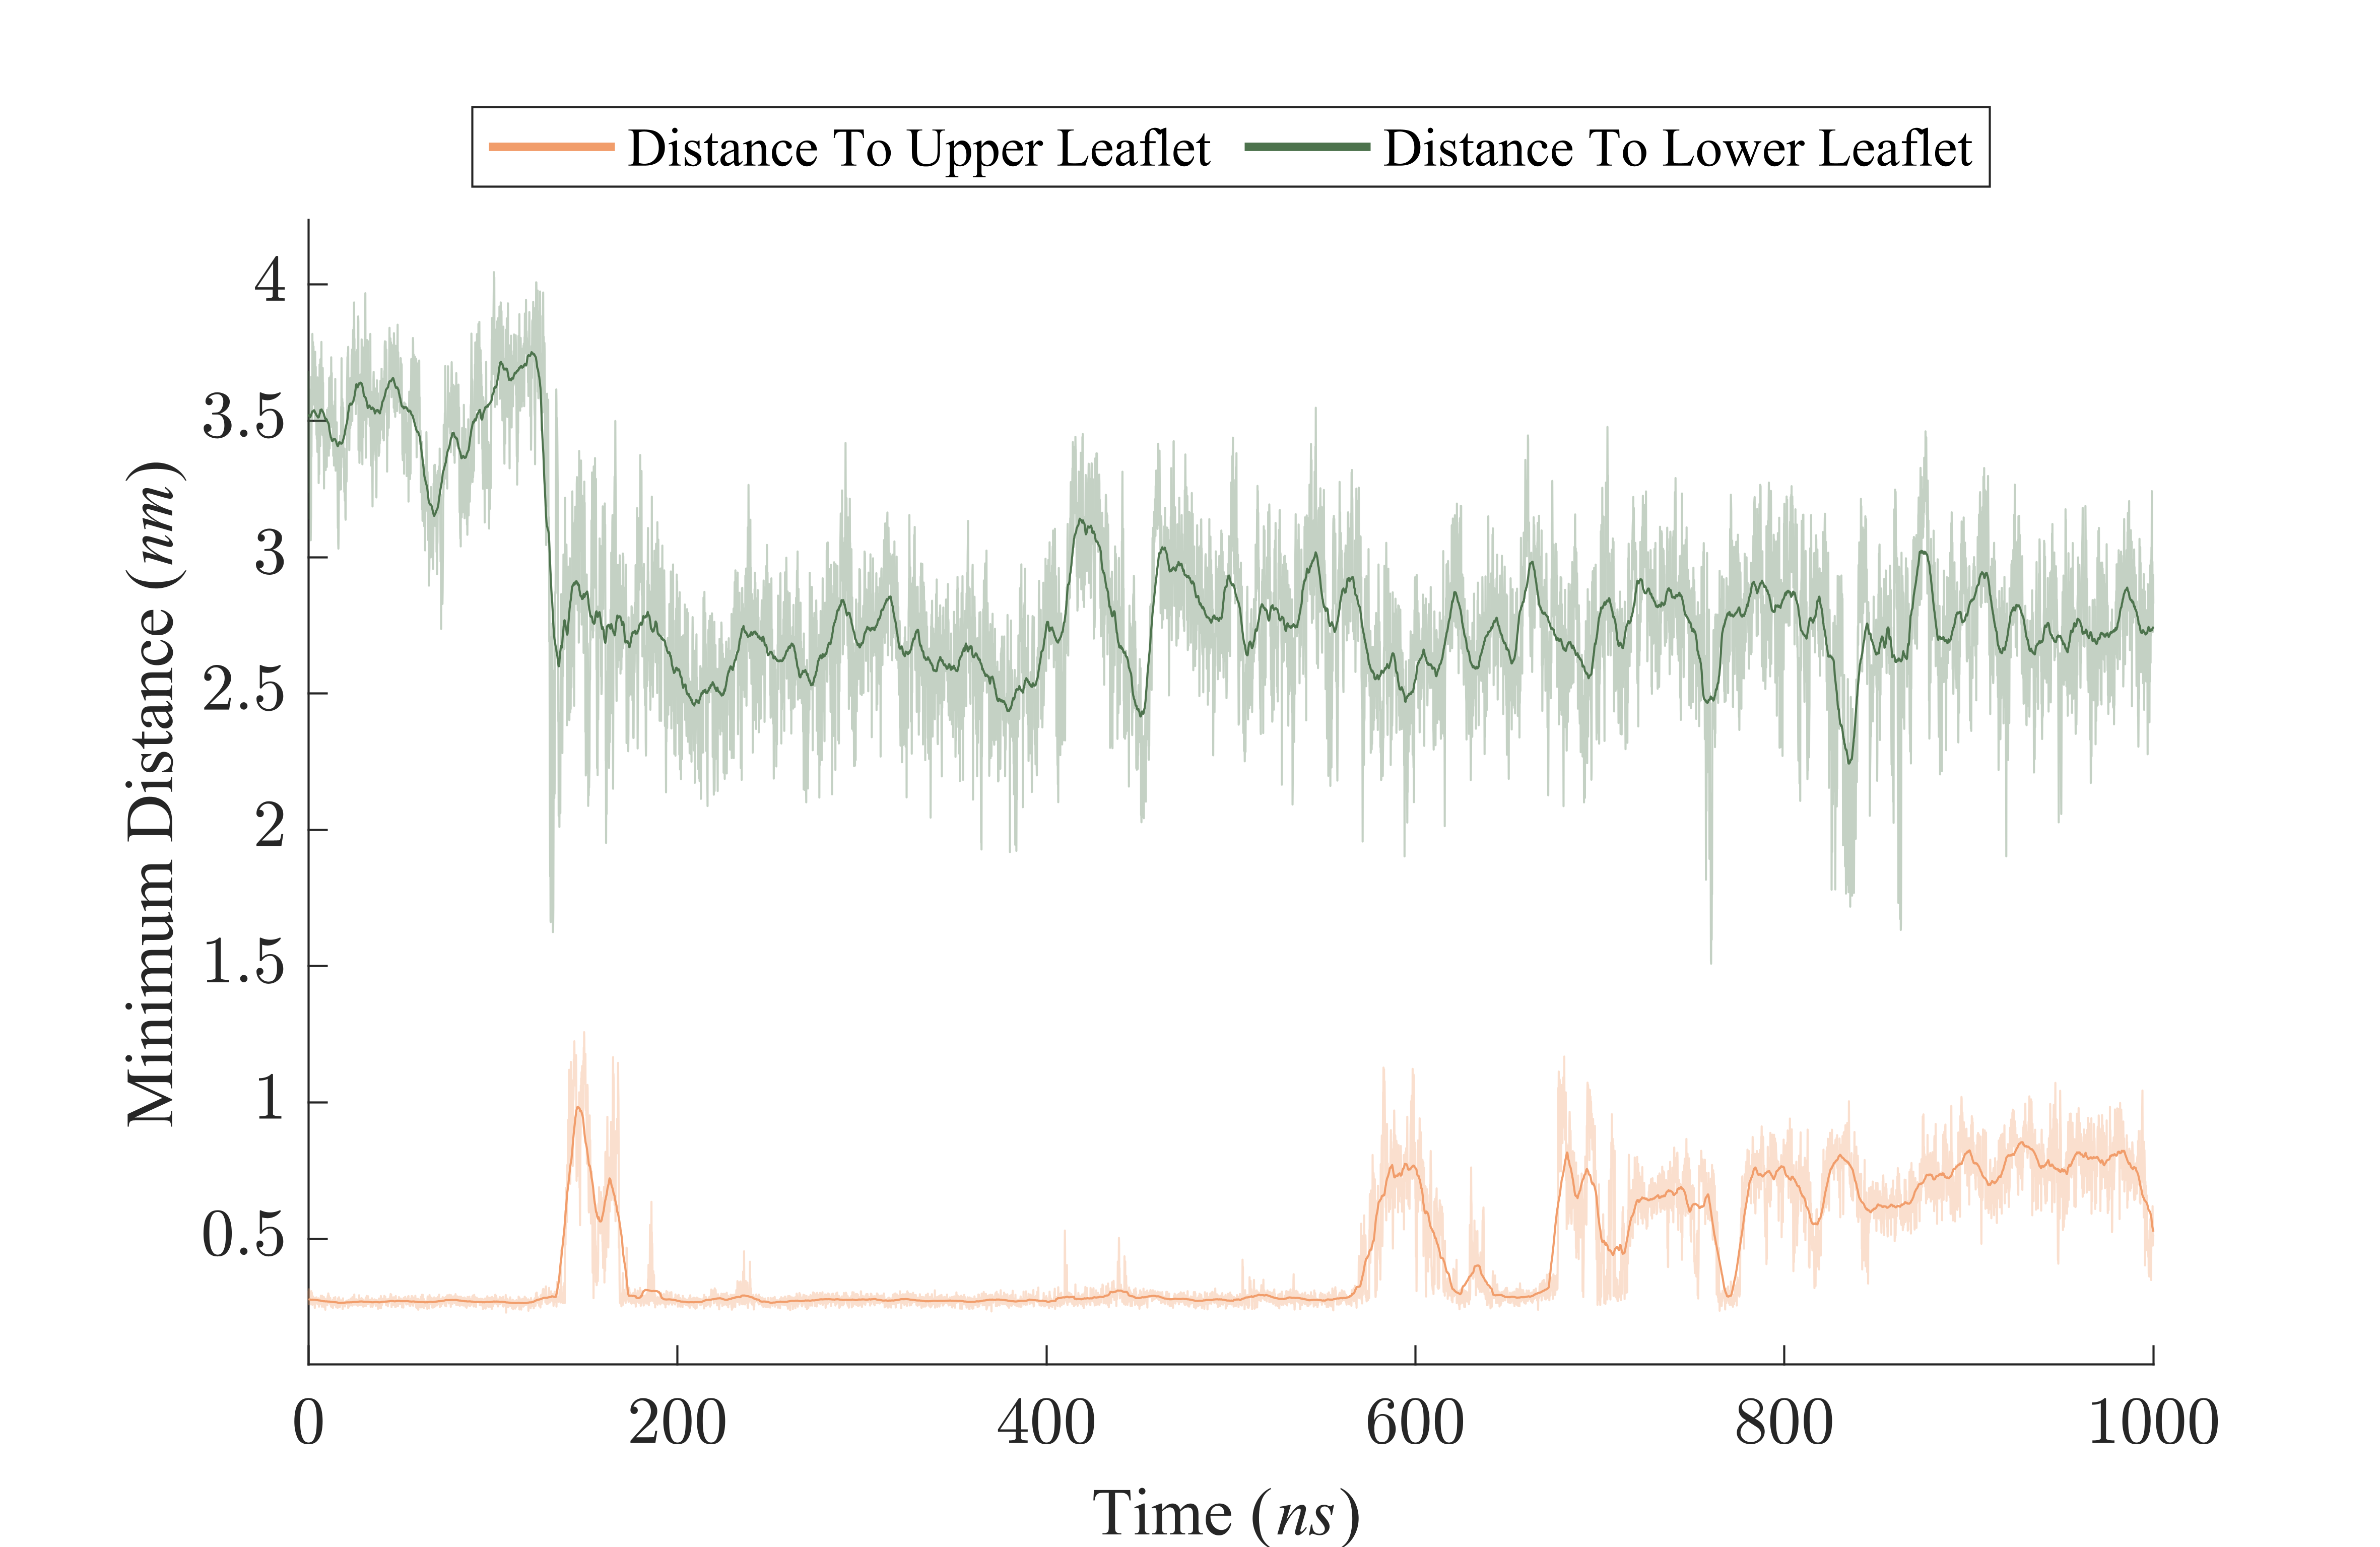 Distance To Upper Leaflet Distance To Lower Leaflet
Minimum Distance (nm)
4
3.5
3
2.5
2
1.5
1
0.5
0 200 400 600 800 1000
Time (ns)